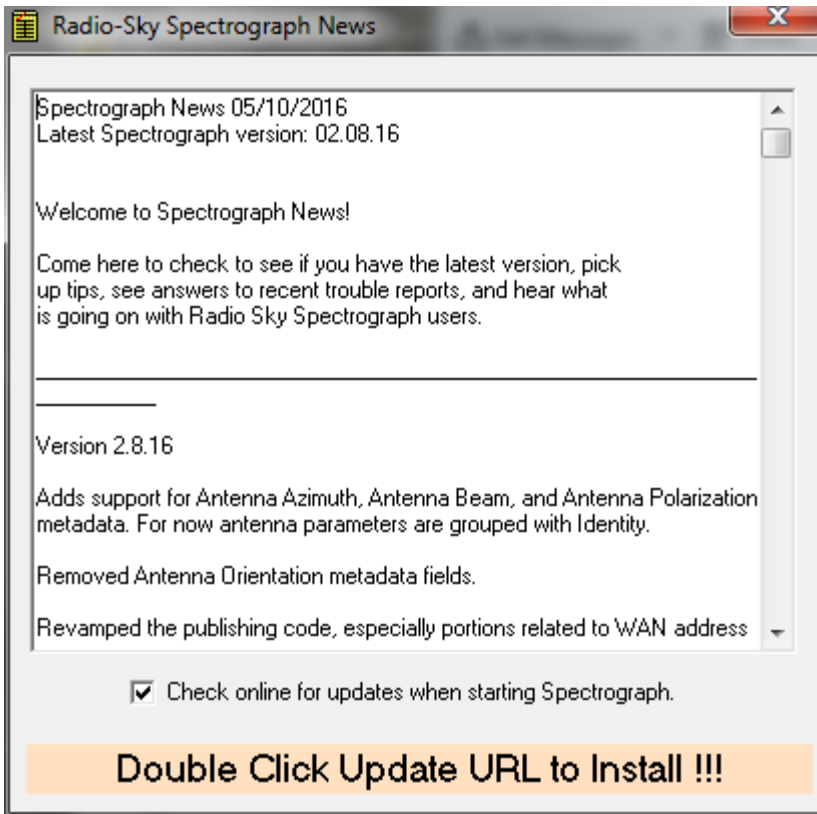 Radio-Sky Spectrograph News
Spectrograph News 05/10/2016
Latest Spectrograph version: 02.08.16
Welcome to Spectrograph News!
Come here to check to see if you have the latest version, pick
up tips, see answers to recent trouble reports, and hear what
is going on with Radio Sky Spectrograph users.
Version 2.8.16
Adds support for Antenna Azimuth, Antenna Beam, and Antenna Polarization
metadata. For now antenna parameters are grouped with Identity.
Removed Antenna Orientation metadata fields.
Revamped the publishing code, especially portions related to WAN address
Check online for updates when starting Spectrograph.
Double Click Update URL to Install !!!